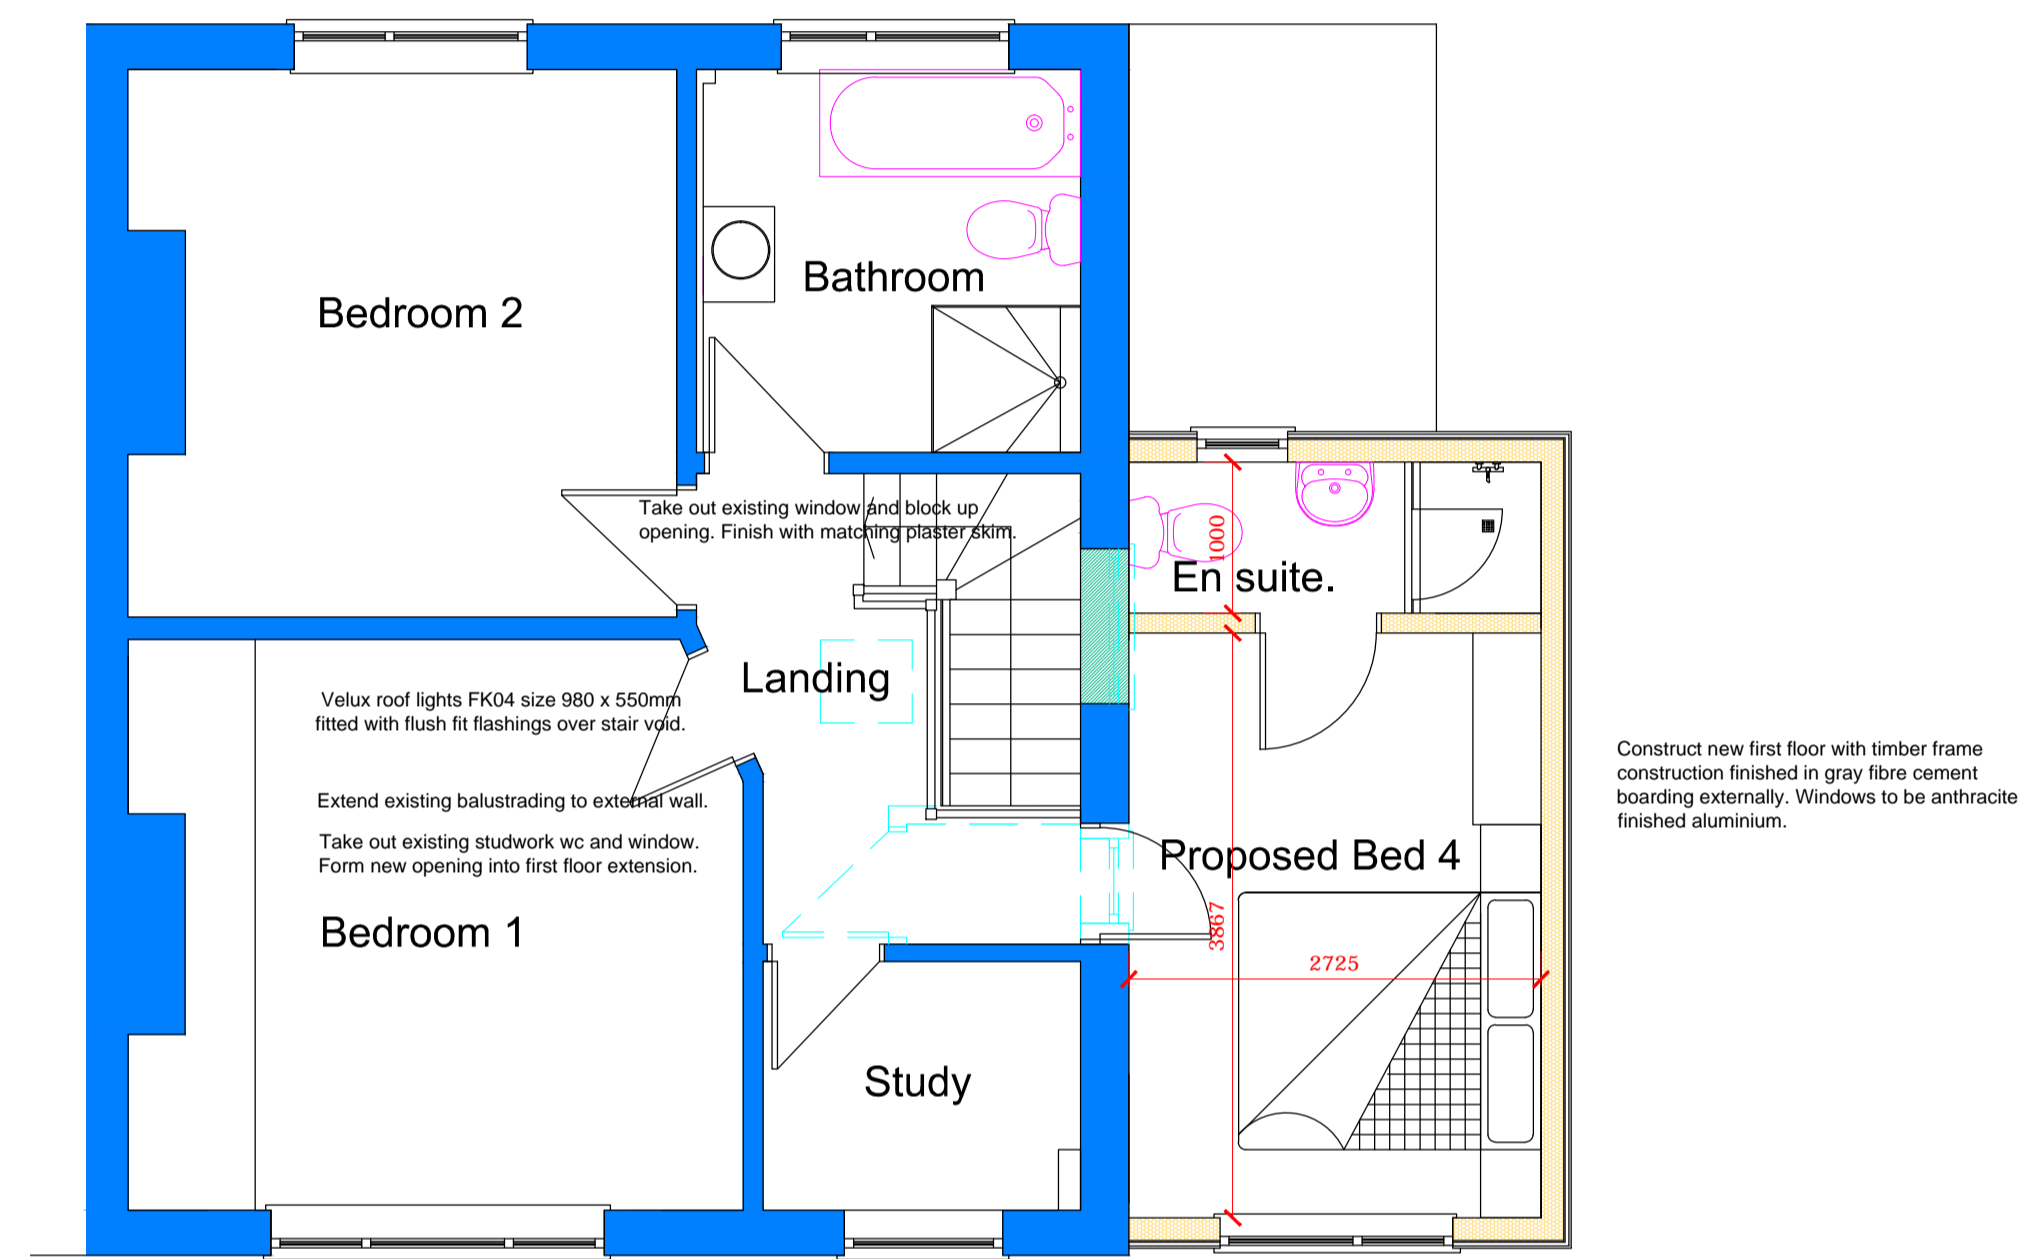 Bathroom
Bedroom 2
Take out existing window and block up
opening. Finish with matching plaster skim.
1000
En suite.
Landing
Velux roof lights FK04 size 980 x 550mm
fitted with flush fit flashings over stair void.
Extend existing balustrading to external wall.
Take out existing studwork wc and window.
Form new opening into first floor extension.
Bedroom 1
Proposed Bed 4
3867
2725
Study
Construct new first floor with timber frame
construction finished in gray fibre cement
boarding externally. Windows to be anthracite
finished aluminium.